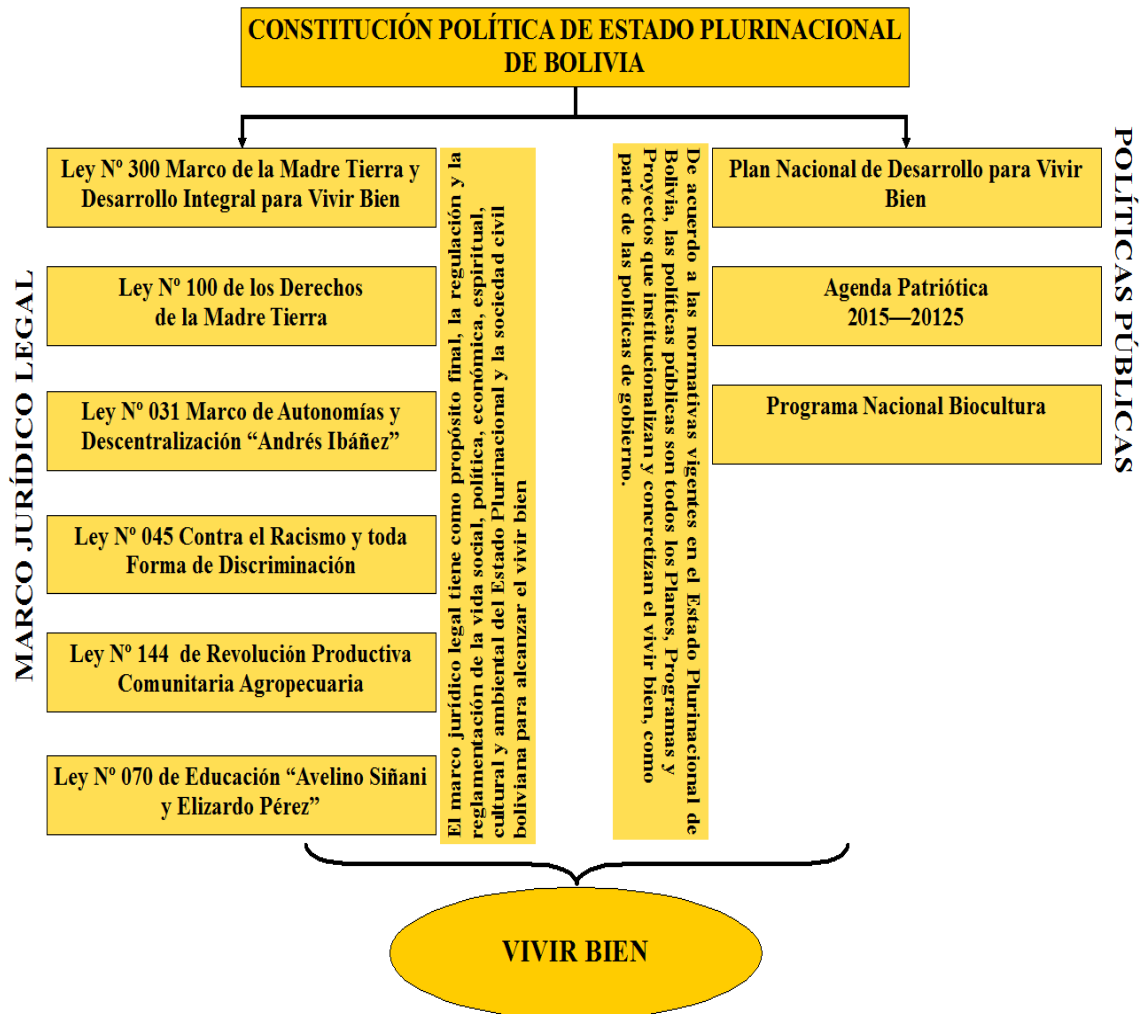 CONSTITUCIÓN POLÍTICA DE ESTADO PLURINACIONAL
DE BOLIVIA
MARCO JURÍDICO LEGAL
Ley Nº 300 Marco de la Madre Tierra y
Desarrollo Integral para Vivir Bien
Ley Nº 100 de los Derechos
de la Madre Tierra
Ley Nº 031 Marco de Autonomías y
Descentralización “Andrés Ibáñez”
Ley Nº 045 Contra el Racismo y toda
Forma de Discriminación
Ley Nº 144 de Revolución Productiva
Comunitaria Agropecuaria
Ley Nº 070 de Educación “Avelino Siñani
y Elizardo Pérez”
El marco jurídico legal tiene como propósito final, la regulación y la
reglamentación de la vida social, política, económica, espiritual,
cultural y ambiental del Estado Plurinacional y la sociedad civil
boliviana para alcanzar el vivir bien
De acuerdo a las normativas vigentes en el Estado Plurinacional de
Bolivia, las políticas públicas son todos los Planes, Programas y
Proyectos que institucionalizan y concretizan el vivir bien, como
parte de las políticas de gobierno.
Plan Nacional de Desarrollo para Vivir
Bien
Agenda Patriótica
2015—20125
Programa Nacional Biocultura
POLÍTICAS PÚBLICAS
VIVIR BIEN